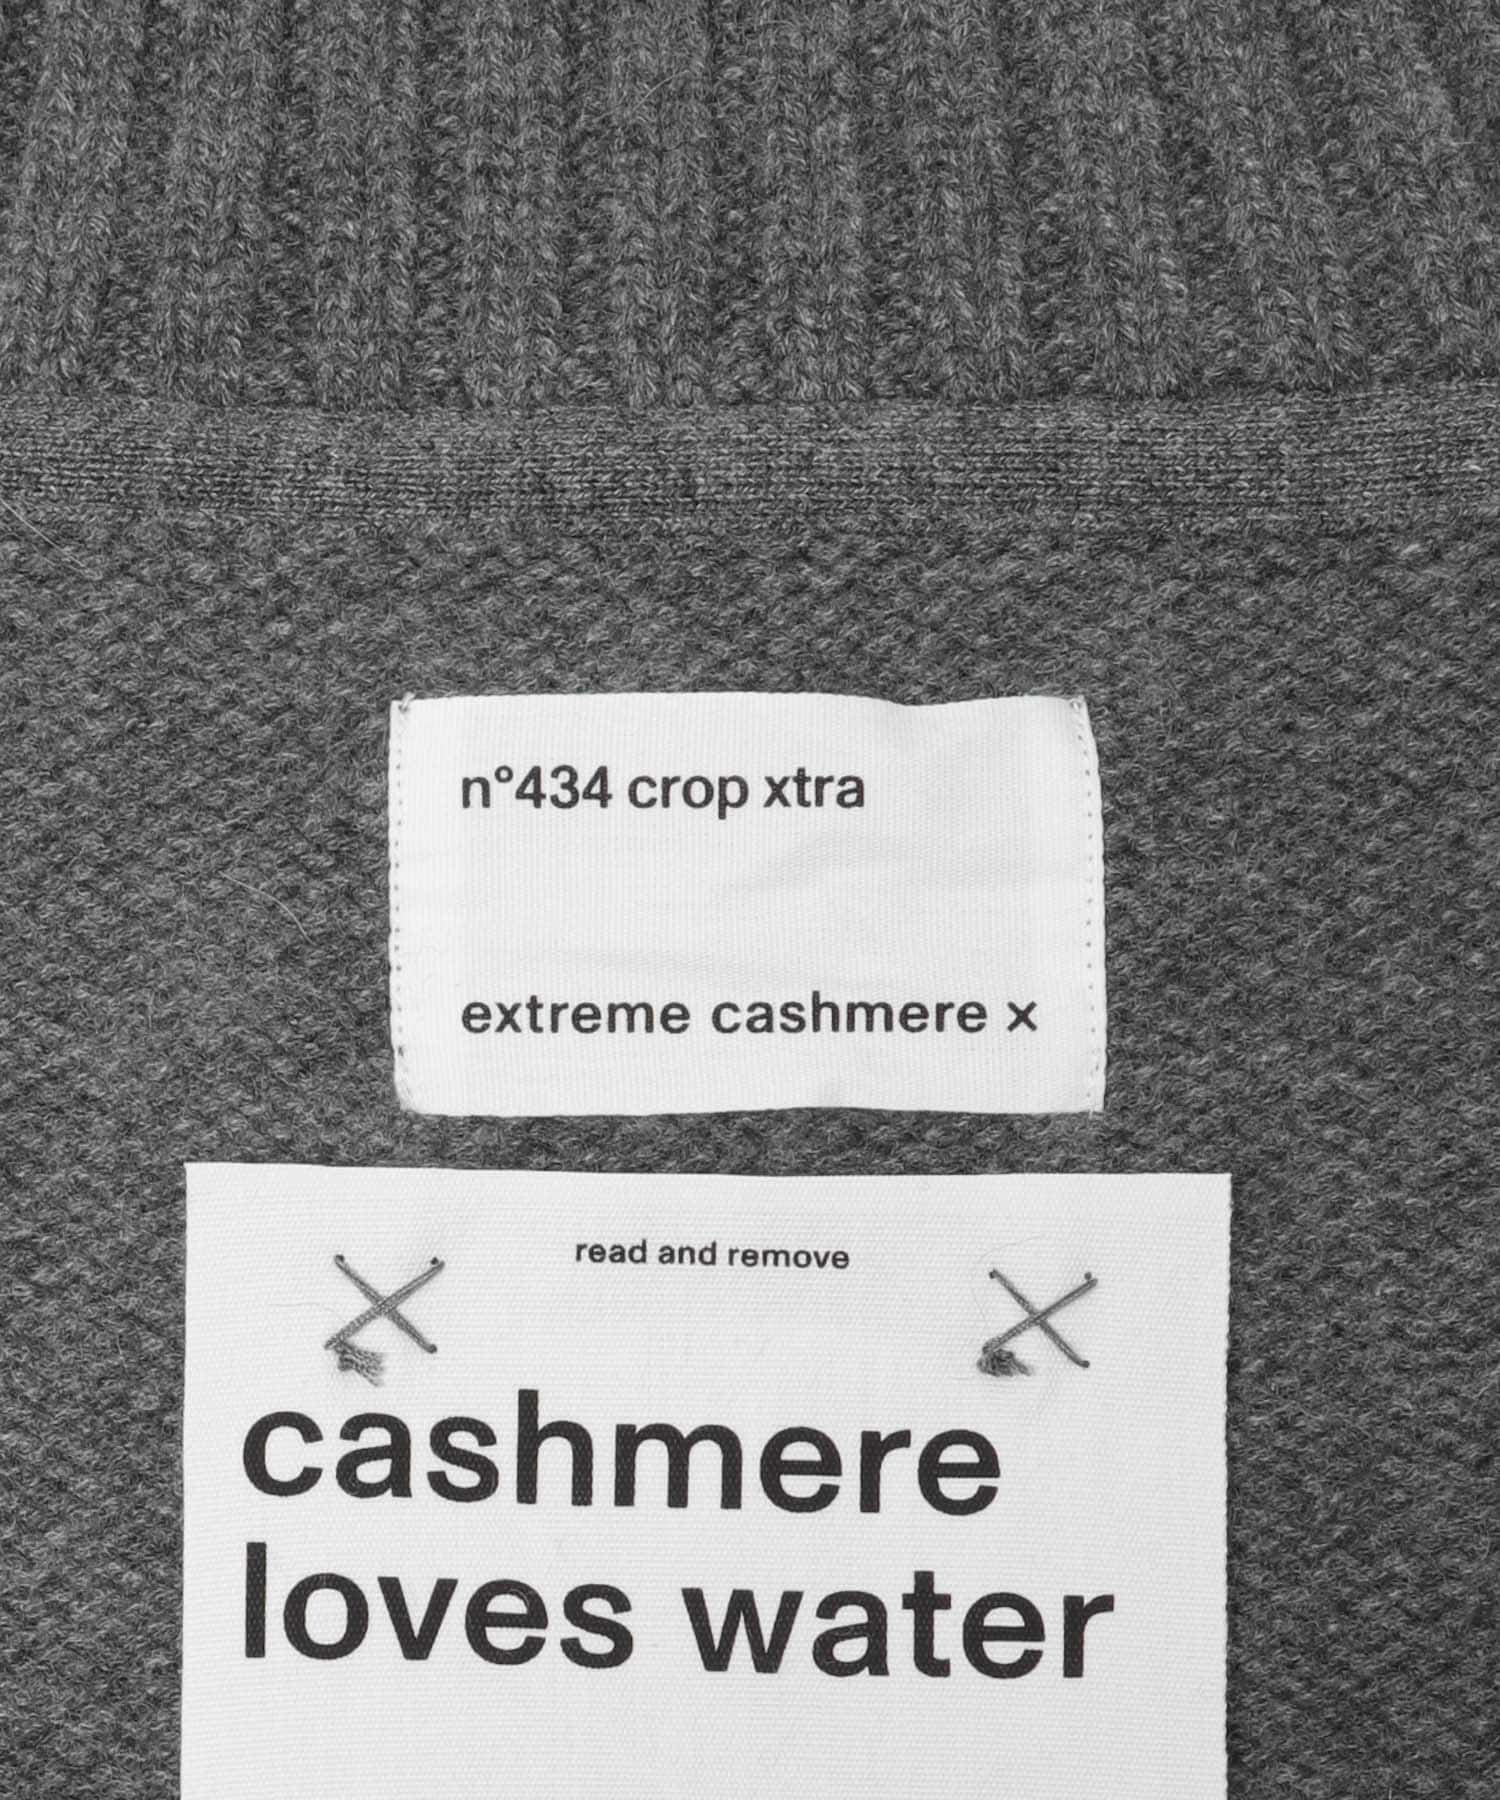 n°434 crop xtra
extreme cashmere ×
read and remove
cashmere
loves water